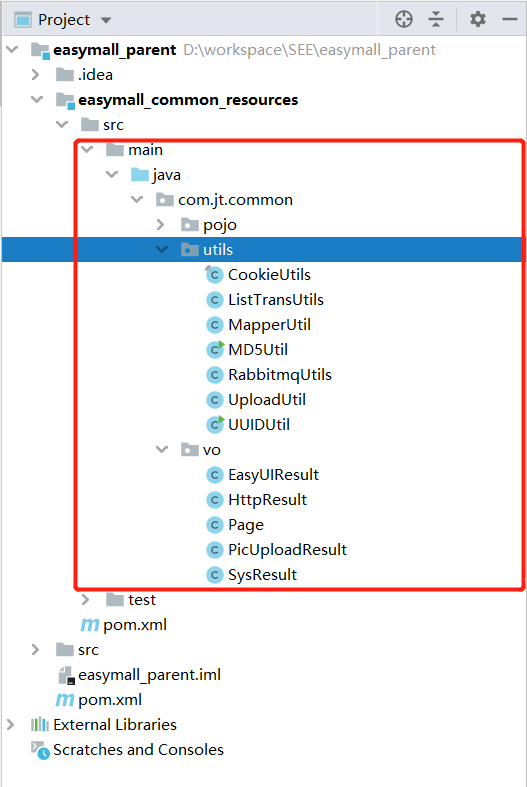 Project
easymall_parent D:\workspace\SEE\easymall_parent
.idea
easymall_common_resources
src
main
java
com.jt.common
pojo
utils
CookieUtils
ListTransUtils
MapperUtil
MD5Util
RabbitmqUtils
UploadUtil
UUIDUtil
vo
EasyUIResult
HttpResult
Page
PicUploadResult
SysResult
test
pom.xml
src
easymall_parent.iml
pom.xml
External Libraries
Scratches and Consoles